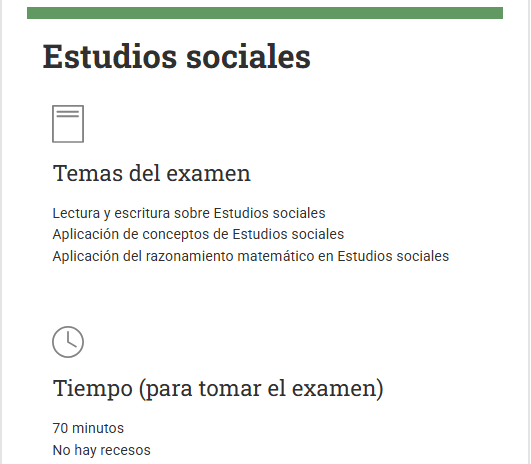 Estudios sociales
Temas del examen
Lectura y escritura sobre Estudios sociales
Aplicación de conceptos de Estudios sociales
Aplicación del razonamiento matemático en Estudios sociales
Tiempo (para tomar el examen)
70 minutos
No hay recesos